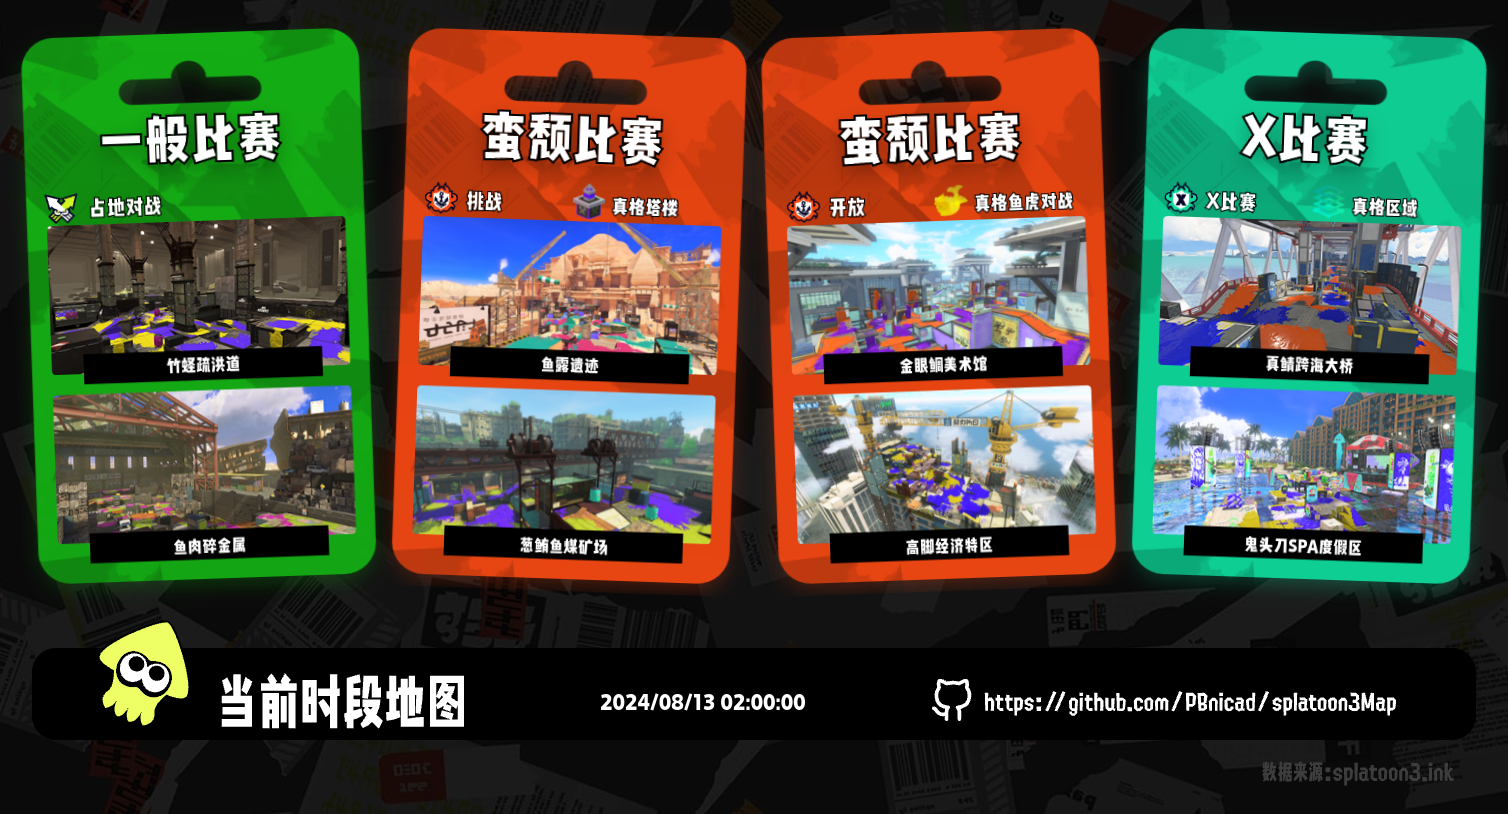 一般比赛
占地对战
竹蛏疏洪道
鱼肉碎金属
蛮颓比赛
挑战
真格塔楼
鱼露遗迹
葱鲔鱼煤矿场
蛮颓比赛
开放
真格鱼虎对战
金眼鲷美术馆
高脚经济特区
X比赛
X比赛
真格区域
真鲭跨海大桥
鬼头刀SPA度假区
当前时段地图
2024/08/13 02:00:00
https://github.com/PBnicad/splatoon3Map
数据来源:splatoon3.ink